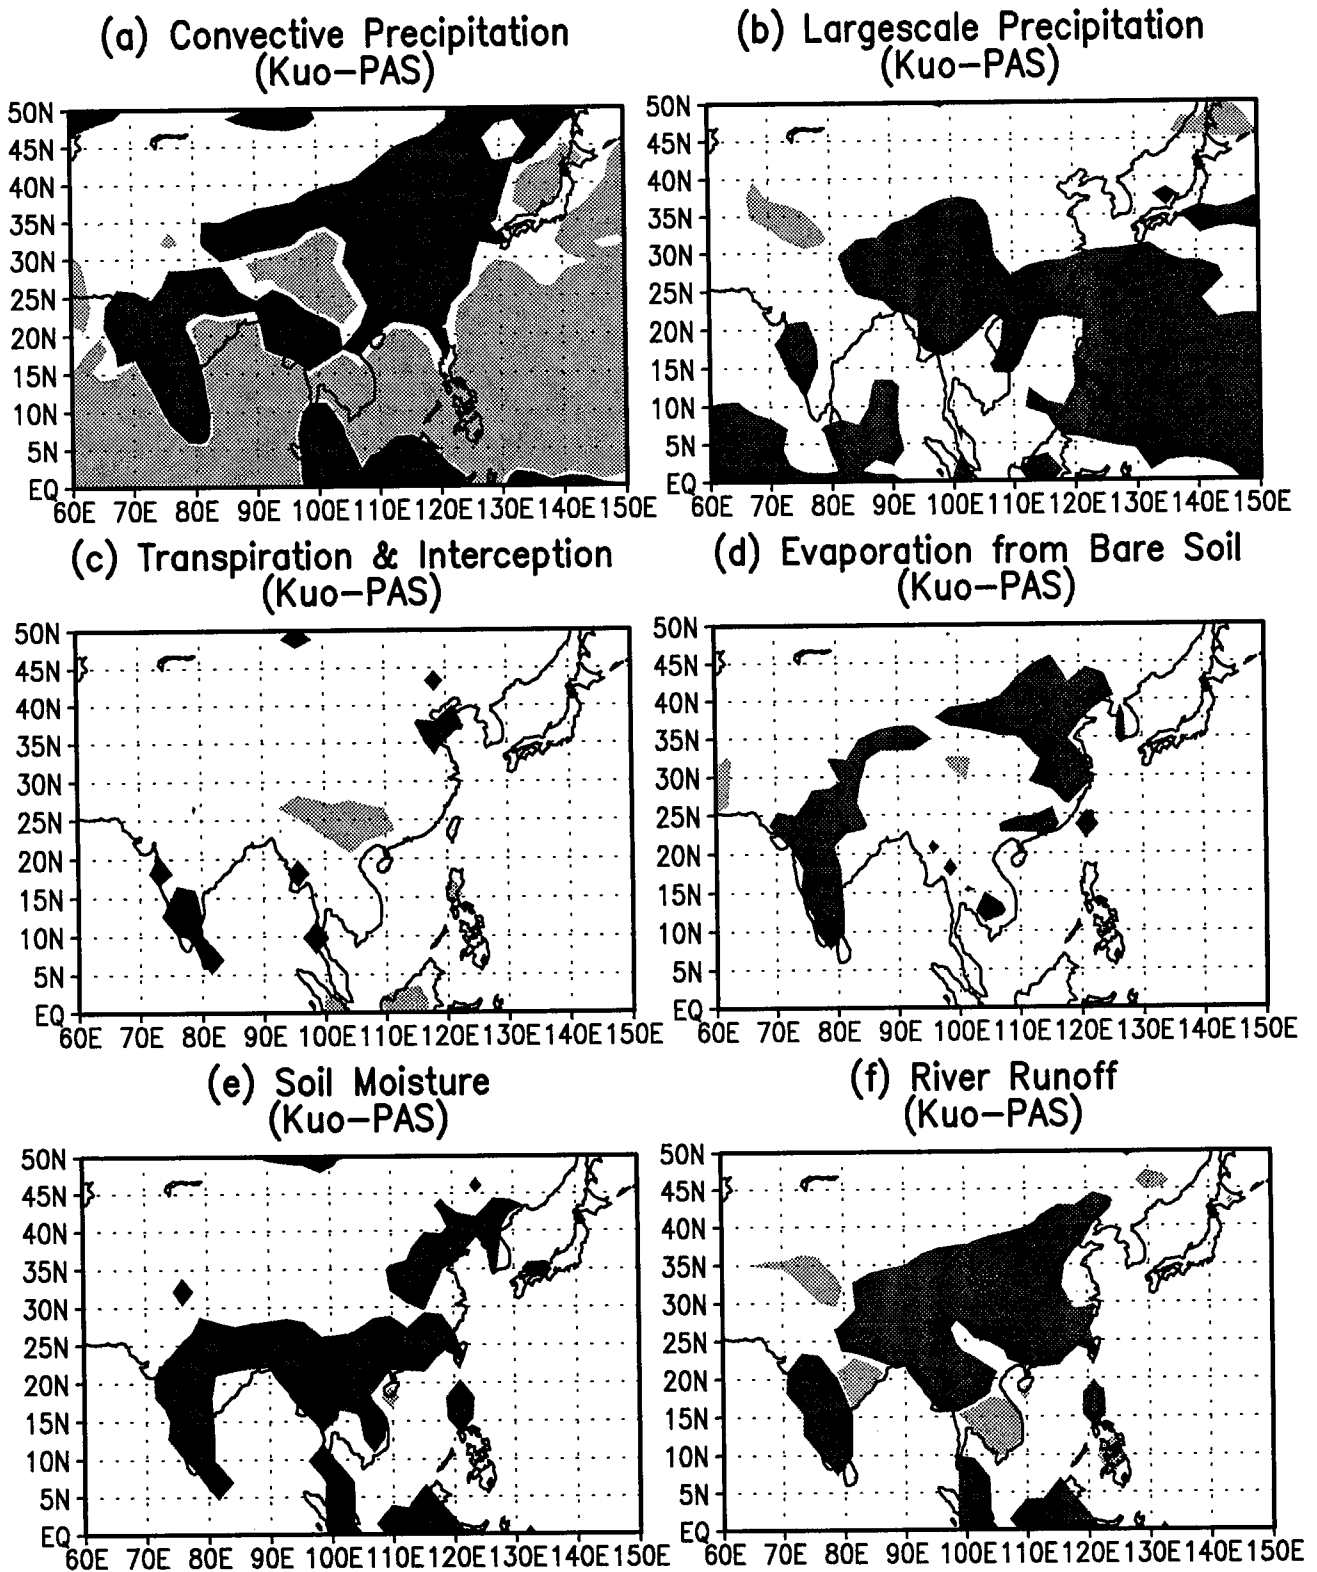 (a) Convective Precipitation
(Kuo-PAS)
50N
45N
40N
35N
30N
25N
20N
15N
10N
5N
EQ
60E 70E 80E 90E 100E 110E 120E 130E 140E 150E
(b) Largescale Precipitation
(Kuo-PAS)
50N
45N
40N
35N
30N
25N
20N
15N
10N
5N
EQ
60E 70E 80E 90E 100E 110E 120E 130E 140E 150E
(c) Transpiration & Interception
(Kuo-PAS)
50N
45N
40N
35N
30N
25N
20N
15N
10N
5N
EQ
60E 70E 80E 90E 100E 110E 120E 130E 140E 150E
(d) Evaporation from Bare Soil
(Kuo-PAS)
50N
45N
40N
35N
30N
25N
20N
15N
10N
5N
EQ
60E 70E 80E 90E 100E 110E 120E 130E 140E 150E
(e) Soil Moisture
(Kuo-PAS)
50N
45N
40N
35N
30N
25N
20N
15N
10N
5N
EQ
60E 70E 80E 90E 100E 110E 120E 130E 140E 150E
(f) River Runoff
(Kuo-PAS)
50N
45N
40N
35N
30N
25N
20N
15N
10N
5N
EQ
60E 70E 80E 90E 100E 110E 120E 130E 140E 150E